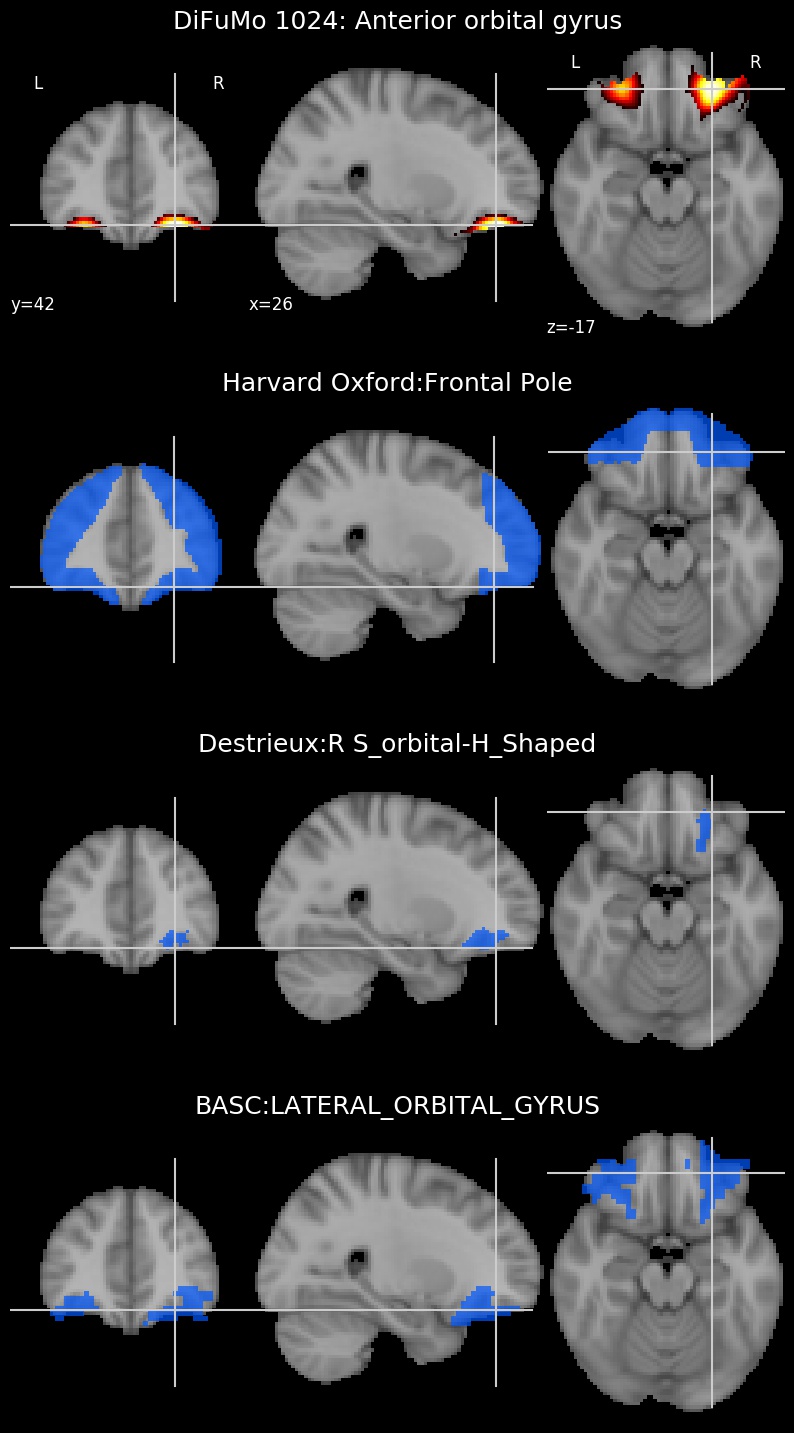 DiFuMo 1024: Anterior orbital gyrus
L R L R
y=42 x=26 z=-17
Harvard Oxford:Frontal Pole
Destrieux:R S_orbital-H_Shaped
BASC:LATERAL_ORBITAL_GYRUS